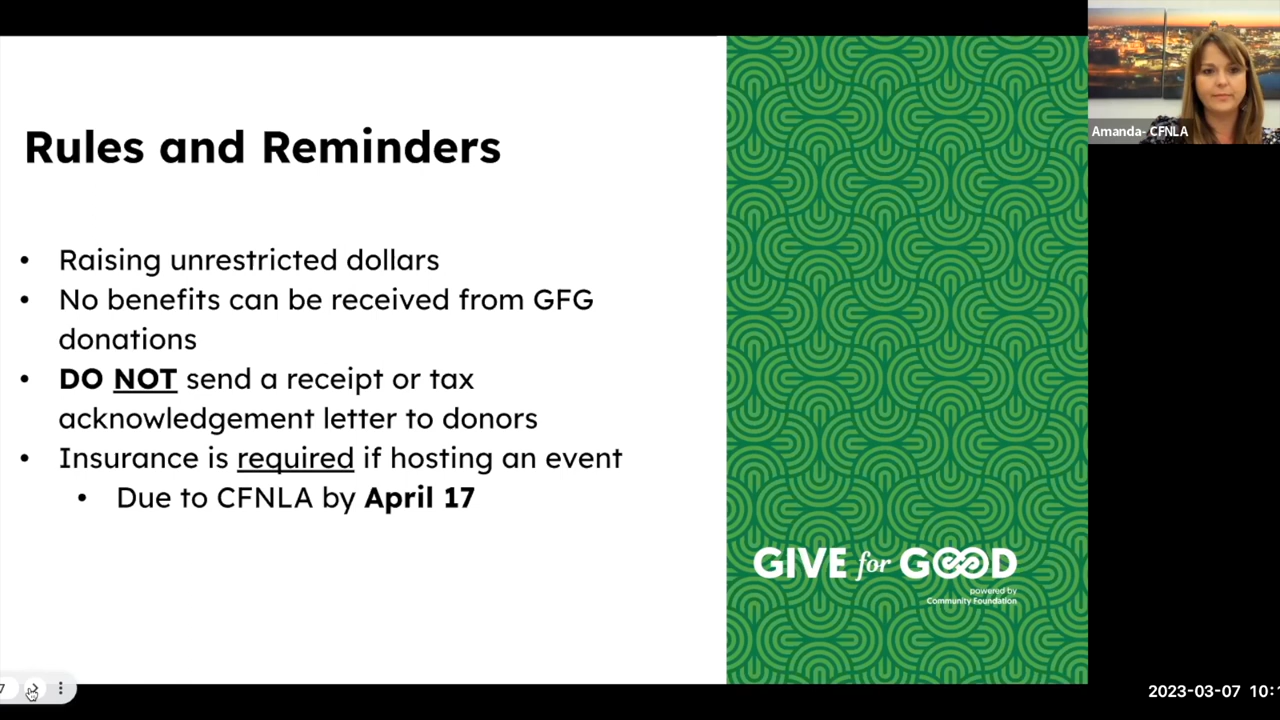 Rules and Reminders
• Raising unrestricted dollars
• No benefits can be received from GFG
donations
• DO NOT send a receipt or tax
acknowledgement letter to donors
• Insurance is required if hosting an event
• Due to CFNLA by April 17
GIVE for GOOD
powered by
Community Foundation
Amanda- CFNLA
7
2023-03-07 10: